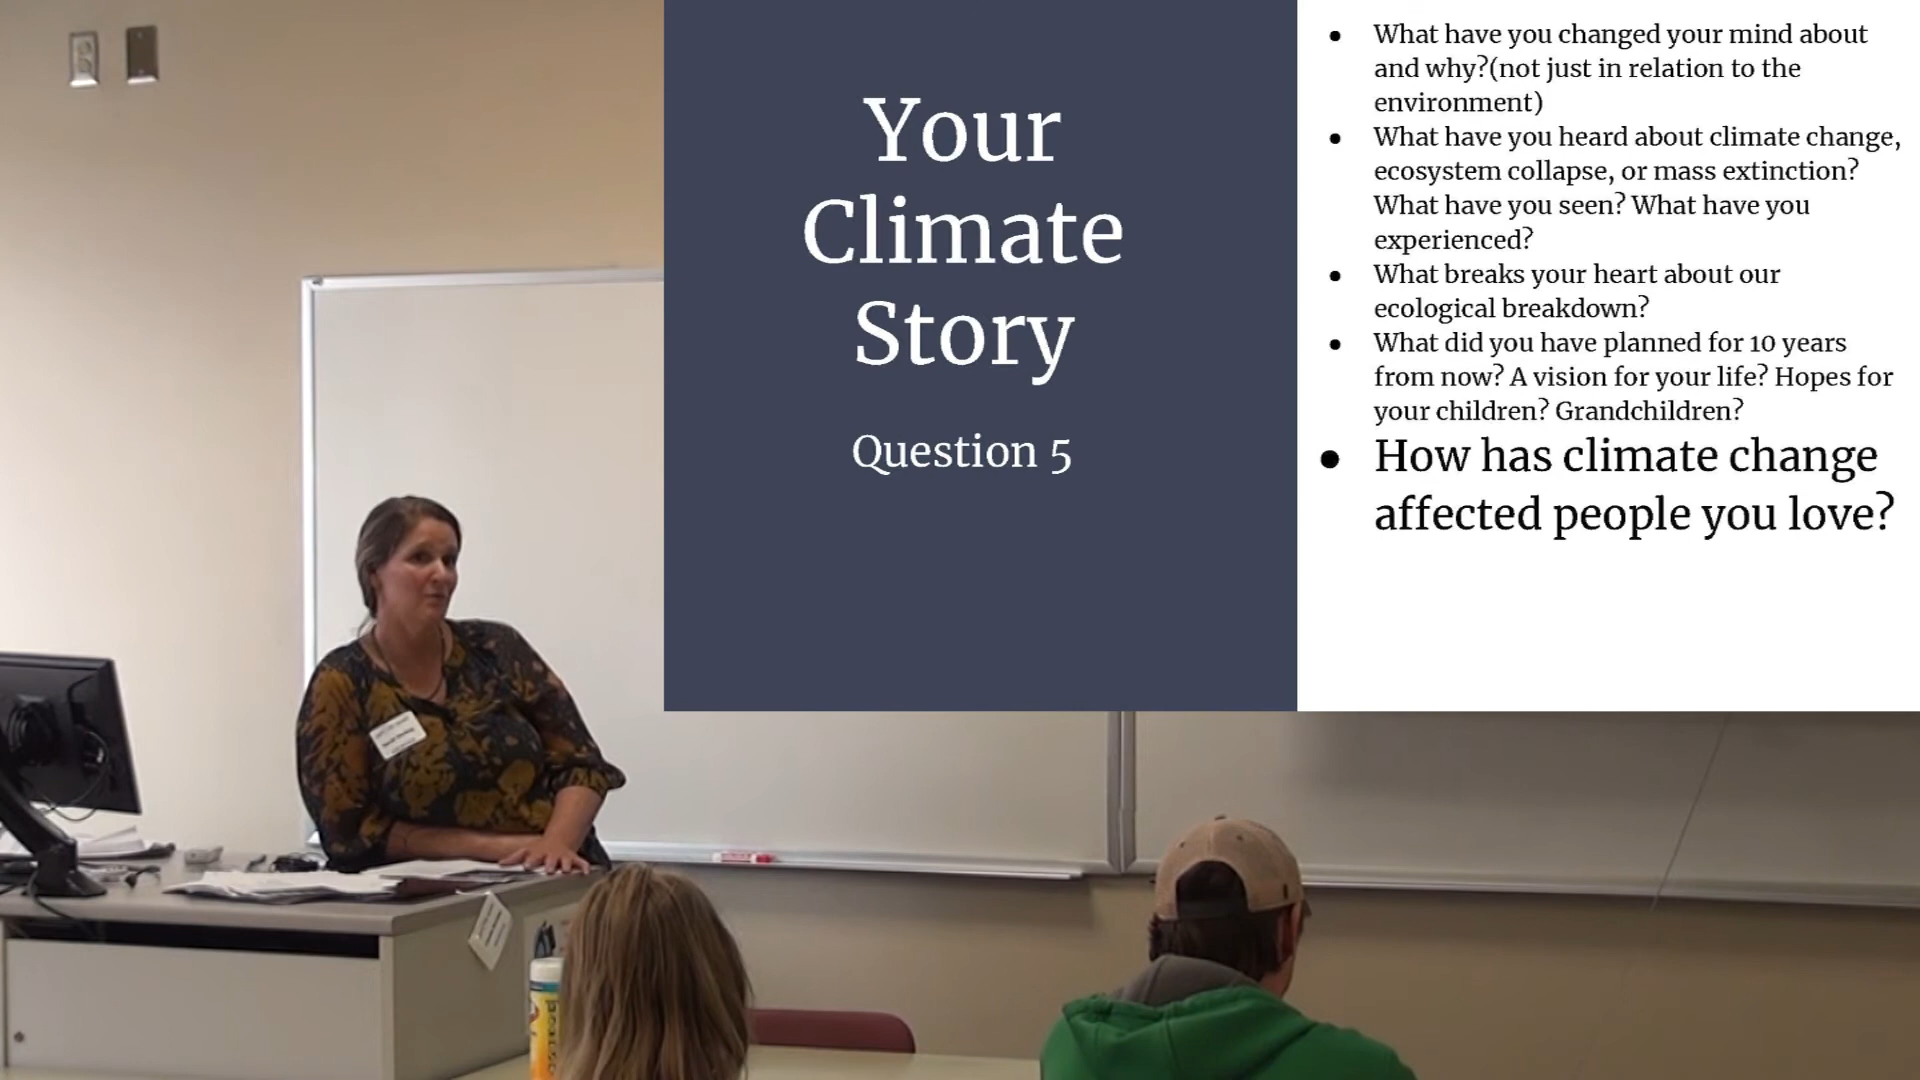 Your
Climate
Story
Question 5
● What have you changed your mind about
and why?(not just in relation to the
environment)
● What have you heard about climate change,
ecosystem collapse, or mass extinction?
What have you seen? What have you
experienced?
● What breaks your heart about our
ecological breakdown?
● What did you have planned for 10 years
from now? A vision for your life? Hopes for
your children? Grandchildren?
● How has climate change
affected people you love?